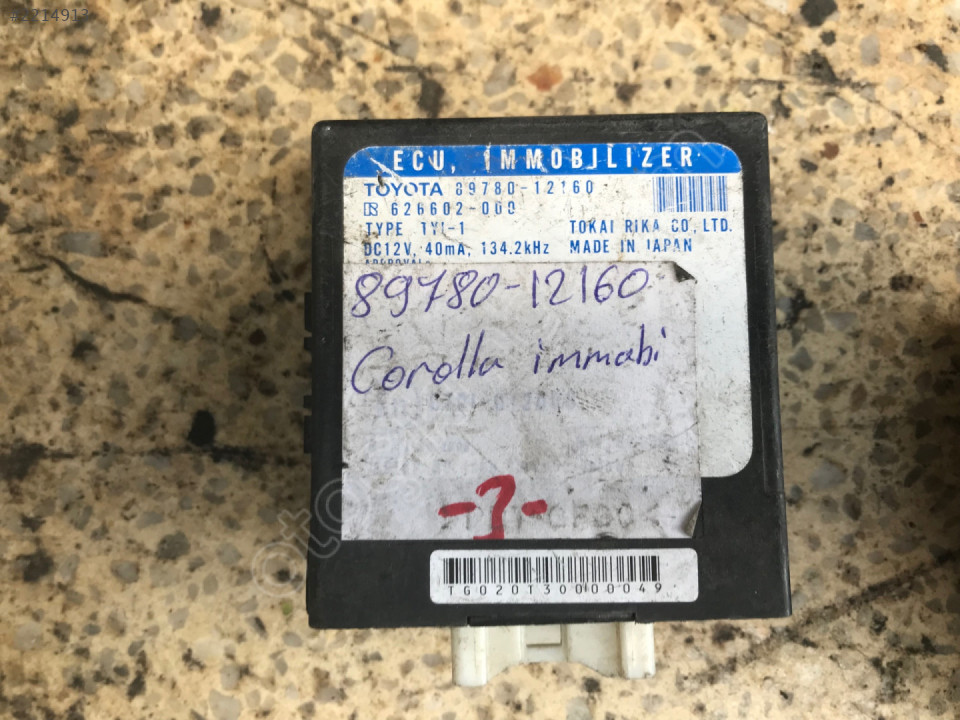 ECU, IMMOBILIZER
TOYOTA 89780-12160
626602-000
TYPE TYI-1 TOKAI RIKA CO., LTD.
DC12V, 40mA, 134.2kHz MADE IN JAPAN
89780-12160
Corolla immabi
TG020T30000049